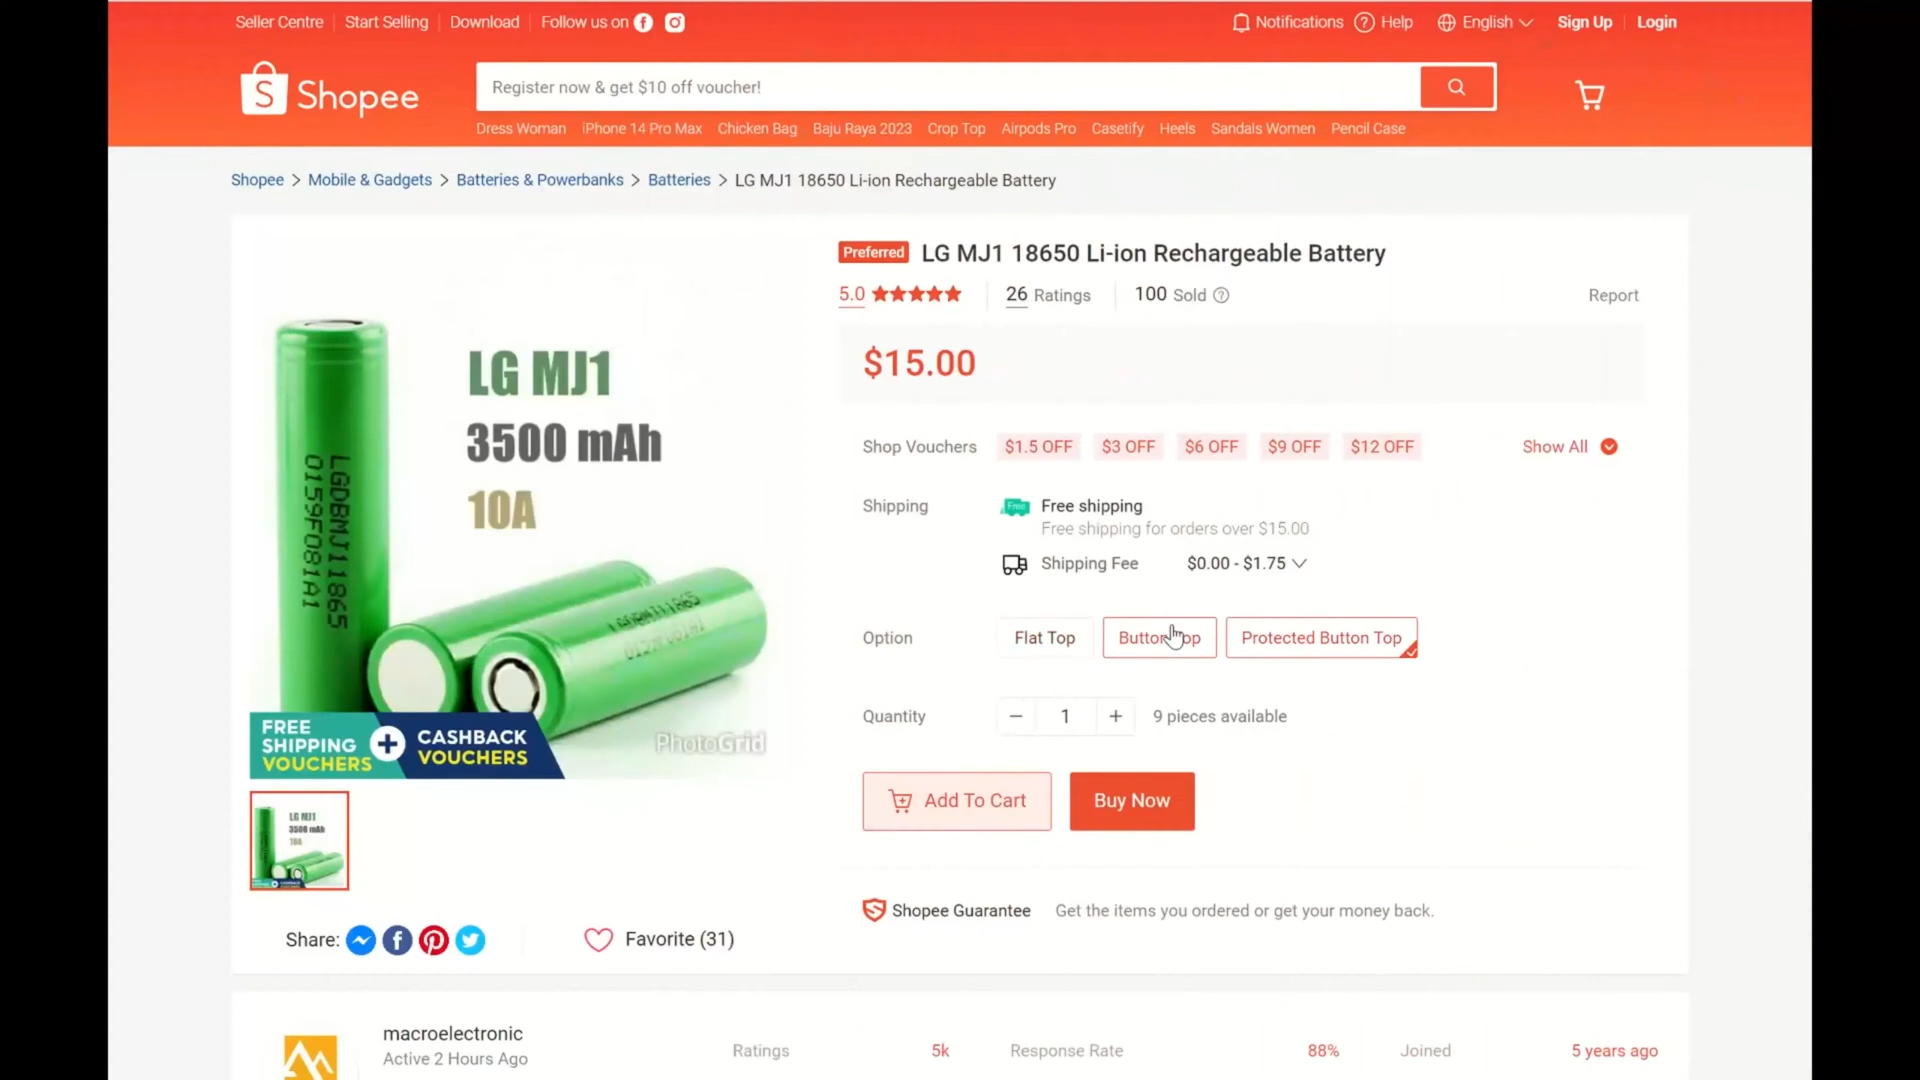 Seller Centre Start Selling Download Follow us on
Notifications Help English Sign Up Login
Shopee
Register now & get $10 off voucher!
Dress Woman iPhone 14 Pro Max Chicken Bag Baju Raya 2023 Crop Top Airpods Pro Casetify Heels Sandals Women Pencil Case
Shopee > Mobile & Gadgets > Batteries & Powerbanks > Batteries > LG MJ1 18650 Li-ion Rechargeable Battery
Preferred LG MJ1 18650 Li-ion Rechargeable Battery
5.0 26 Ratings 100 Sold Report
$15.00
LG MJ1
3500 mAh
10A
LGDBMJ11865
0159F081A1
FREE
SHIPPING
VOUCHERS
+
CASHBACK
VOUCHERS
PhotoGrid
Shop Vouchers $1.5 OFF $3 OFF $6 OFF $9 OFF $12 OFF Show All
Shipping Free Free shipping
Free shipping for orders over $15.00
Shipping Fee $0.00 - $1.75
Option Flat Top Button Top Protected Button Top
Quantity − 1 + 9 pieces available
Add To Cart Buy Now
LG MJ1
3500 mAh
10A
Shopee Guarantee Get the items you ordered or get your money back.
Share: Favorite (31)
macroelectronic
Active 2 Hours Ago
Ratings 5k Response Rate 88% Joined 5 years ago